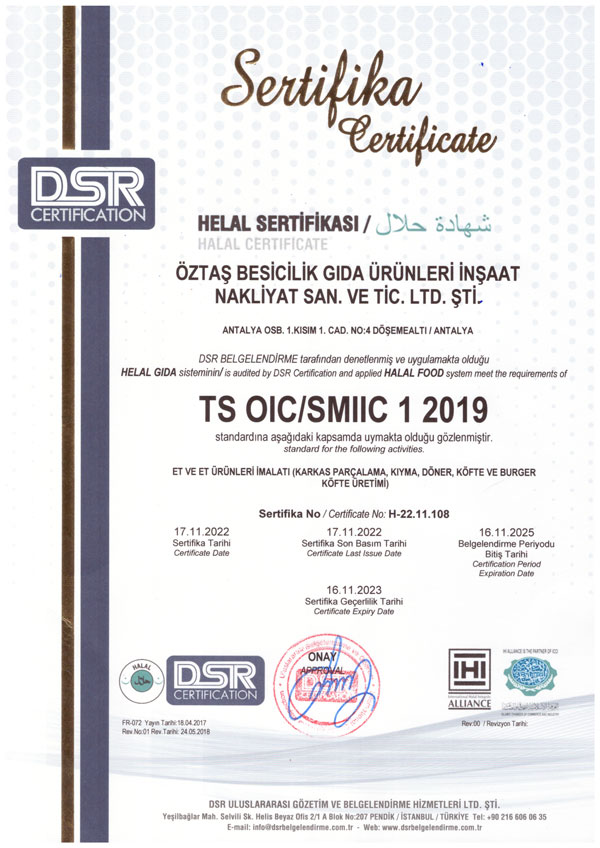 Sertifika
Certificate
DSR
CERTIFICATION
HELAL SERTİFİKASI / شهادة حلال
HALAL CERTIFICATE
ÖZTAŞ BESİCİLİK GIDA ÜRÜNLERİ İNŞAAT
NAKLİYAT SAN. VE TİC. LTD. ŞTİ.
ANTALYA OSB. 1.KISIM 1. CAD. NO:4 DÖŞEMEALTI / ANTALYA
DSR BELGELENDİRME tarafından denetlenmiş ve uygulamakta olduğu
HELAL GIDA sisteminin/ is audited by DSR Certification and applied HALAL FOOD system meet the requirements of
TS OIC/SMIIC 1 2019
standardına aşağıdaki kapsamda uymakta olduğu gözlenmiştir.
standard for the following activities.
ET VE ET ÜRÜNLERİ İMALATI (KARKAS PARÇALAMA, KIYMA, DÖNER, KÖFTE VE BURGER
KÖFTE ÜRETİMİ)
Sertifika No / Certificate No: H-22.11.108
17.11.2022
Sertifika Tarihi
Certificate Date
17.11.2022
Sertifika Son Basım Tarihi
Certificate Last Issue Date
16.11.2025
Belgelendirme Periyodu
Bitiş Tarihi
Certification Period
Expiration Date
16.11.2023
Sertifika Geçerlilik Tarihi
Certificate Expiry Date
HALAL
DSR
CERTIFICATION
ONAY
APPROVAL
DSR
CERTIFICATION
IHI
ALLIANCE
IHI ALLIANCE IS THE PARTNER OF ICCI
FR-072 Yayın Tarihi:18.04.2017
Rev.No:01 Rev.Tarihi: 24.05.2018
Rev.00 / Revizyon Tarihi:
DSR ULUSLARARASI GÖZETİM VE BELGELENDİRME HİZMETLERİ LTD. ŞTİ.
Yeşilbağlar Mah. Selvili Sk. Helis Beyaz Ofis 2/1 A Blok No:207 PENDİK / İSTANBUL / TÜRKİYE Tel: +90 216 606 06 35
E-mail: info@dsrbelgelendirme.com.tr - Web: www.dsrbelgelendirme.com.tr